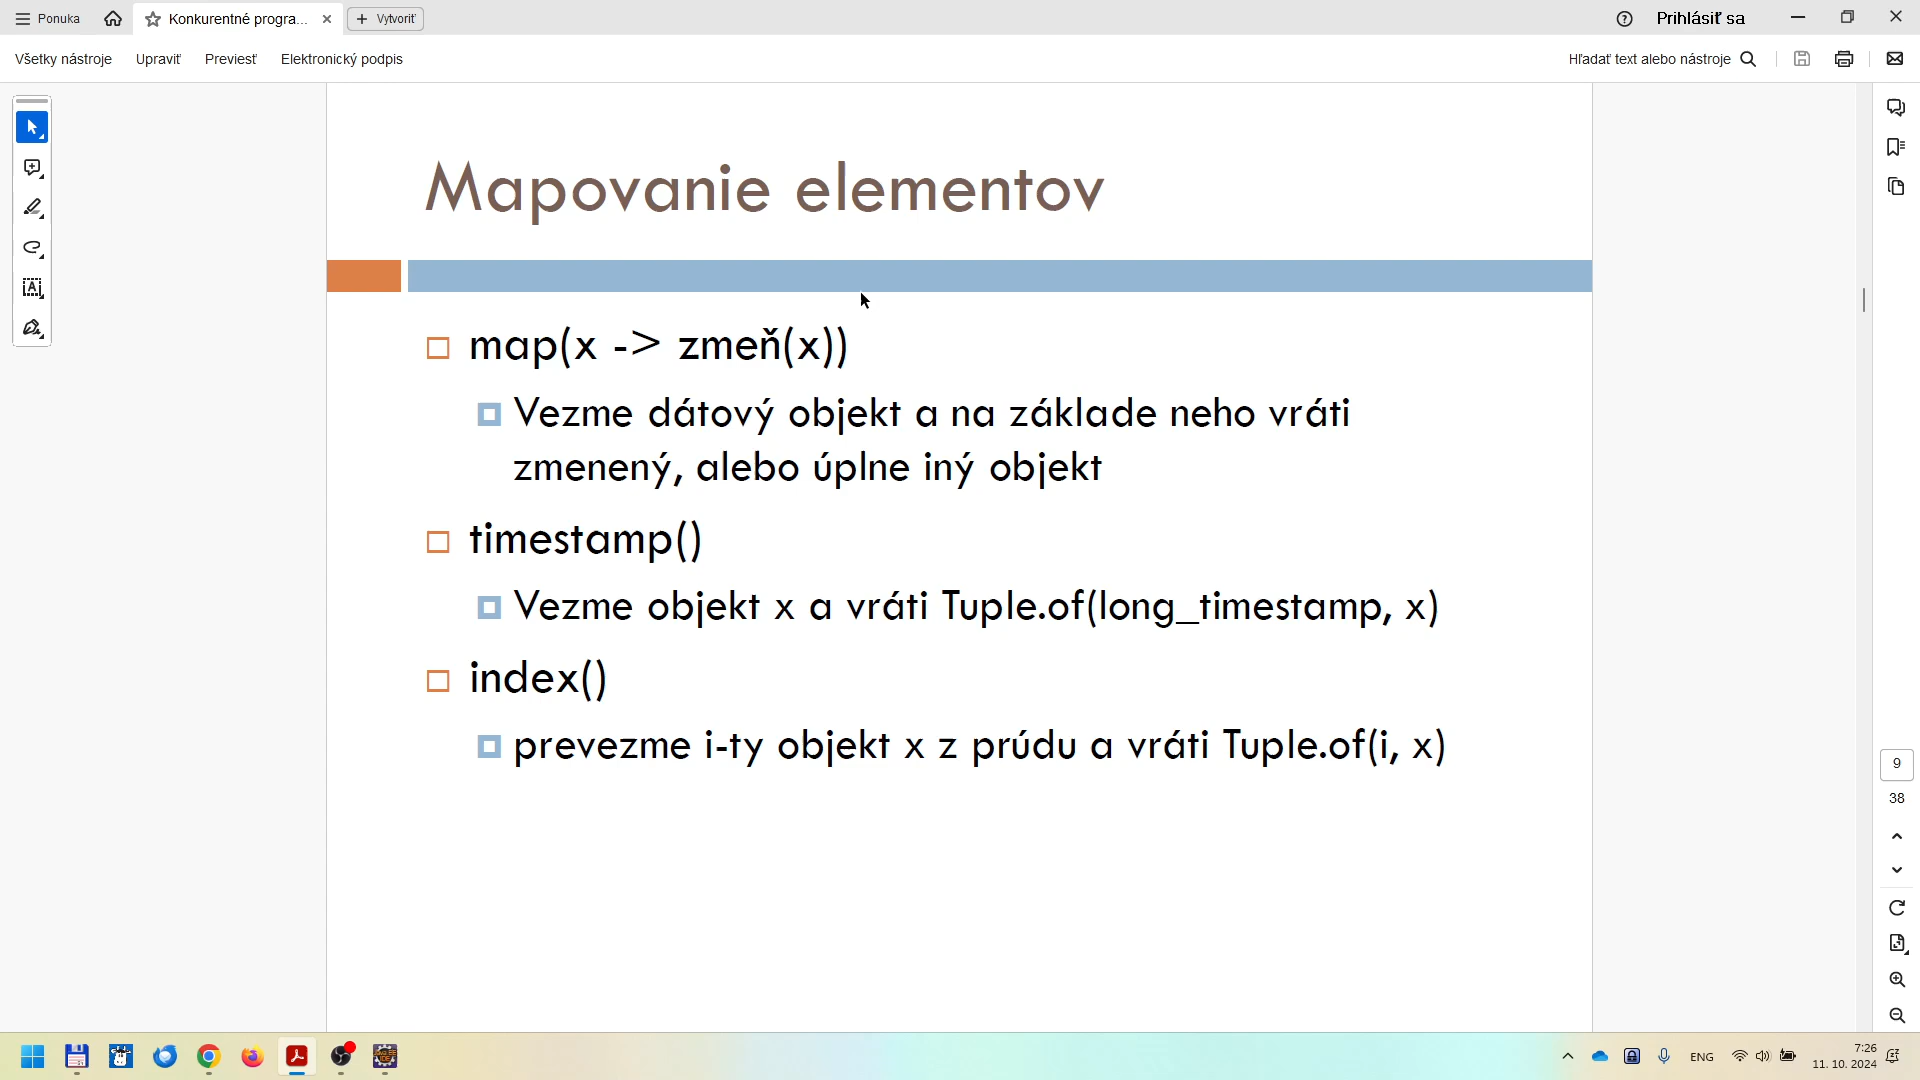 Ponuka
Konkurentné progra...
Vytvoriť
Prihlásiť sa
Všetky nástroje
Upraviť
Previesť
Elektronický podpis
Hľadať text alebo nástroje
Mapovanie elementov
map(x -> zmeň(x))
Vezme dátový objekt a na základe neho vráti
zmenený, alebo úplne iný objekt
timestamp()
Vezme objekt x a vráti Tuple.of(long_timestamp, x)
index()
prevezme i-ty objekt x z prúdu a vráti Tuple.of(i, x)
9
38
ENG
7:26
11. 10. 2024